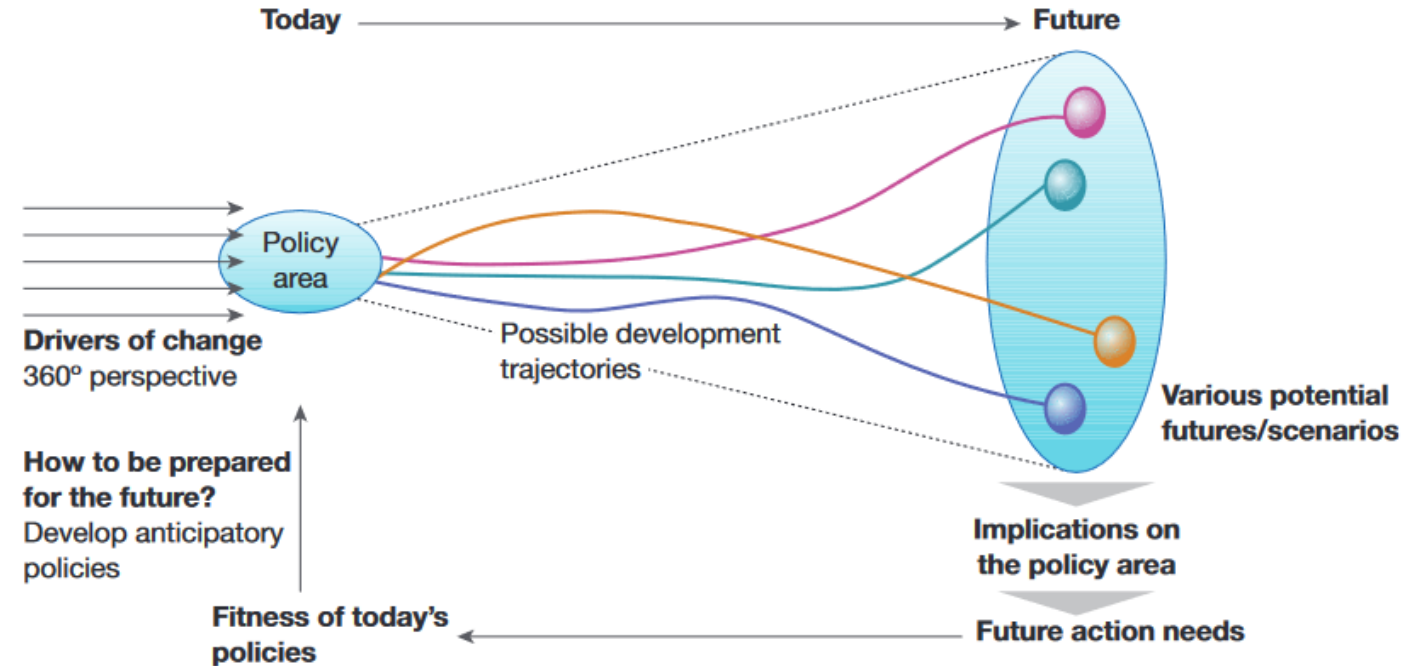 Today
Future
Policy
area
Drivers of change
360º perspective
Possible development
trajectories
Various potential
futures/scenarios
How to be prepared
for the future?
Develop anticipatory
policies
Implications on
the policy area
Fitness of today’s
policies
Future action needs